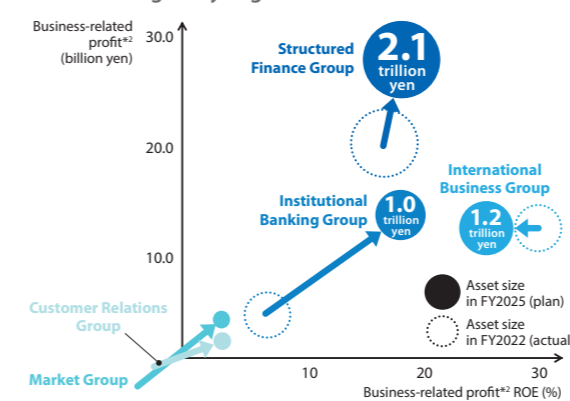 Business-related
profit*2
(billion yen)
30.0
20.0
10.0
Structured
Finance Group
2.1
trillion
yen
International
Business Group
Institutional
Banking Group
1.0
trillion
yen
1.2
trillion
yen
Asset size
in FY2025 (plan)
Asset size
in FY2022 (actual
Customer Relations
Group
Market Group
10
20
30
Business-related profit*2 ROE (%)